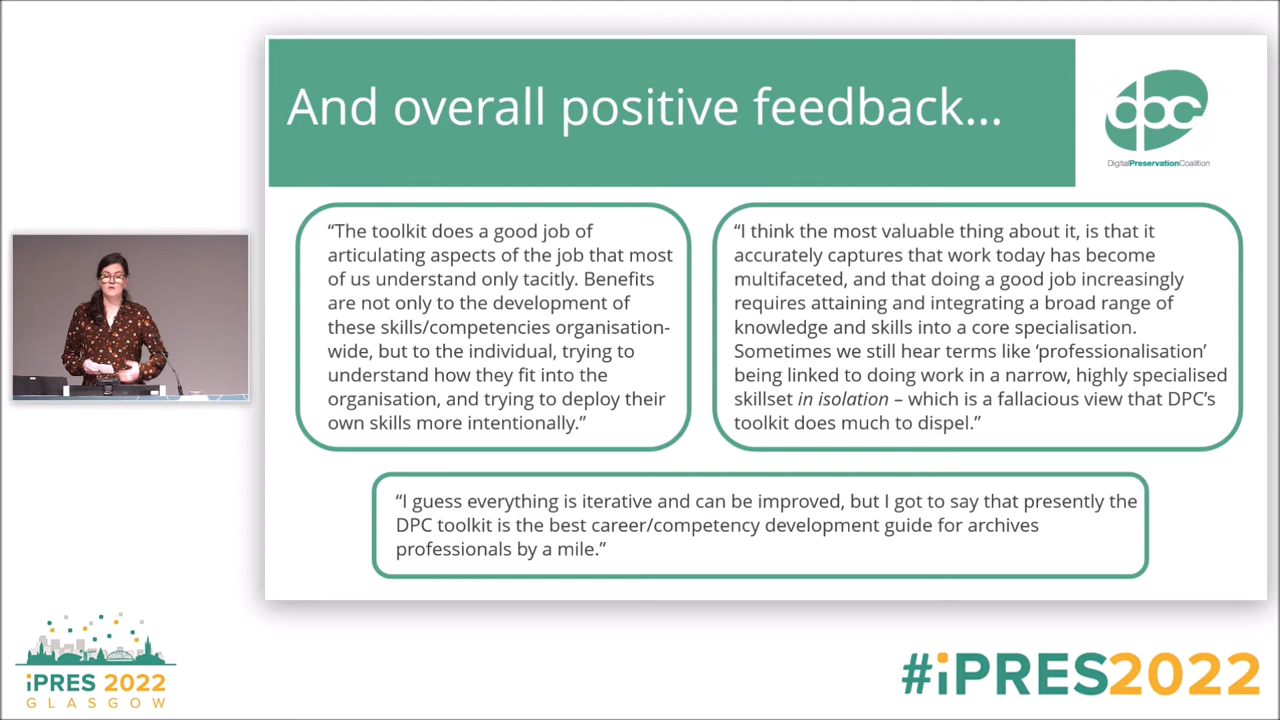 And overall positive feedback...
dpc
DigitalPreservationCoalition
“The toolkit does a good job of
articulating aspects of the job that most
of us understand only tacitly. Benefits
are not only to the development of
these skills/competencies organisation-
wide, but to the individual, trying to
understand how they fit into the
organisation, and trying to deploy their
own skills more intentionally.”
“I think the most valuable thing about it, is that it
accurately captures that work today has become
multifaceted, and that doing a good job increasingly
requires attaining and integrating a broad range of
knowledge and skills into a core specialisation.
Sometimes we still hear terms like ‘professionalisation’
being linked to doing work in a narrow, highly specialised
skillset in isolation – which is a fallacious view that DPC’s
toolkit does much to dispel.”
“I guess everything is iterative and can be improved, but I got to say that presently the
DPC toolkit is the best career/competency development guide for archives
professionals by a mile.”
iPRES 2022
GLASGOW
#iPRES2022